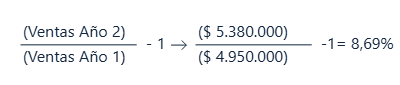 (Ventas Año 2) ($ 5.380.000)
- 1 → -1= 8,69%
(Ventas Año 1) ($ 4.950.000)